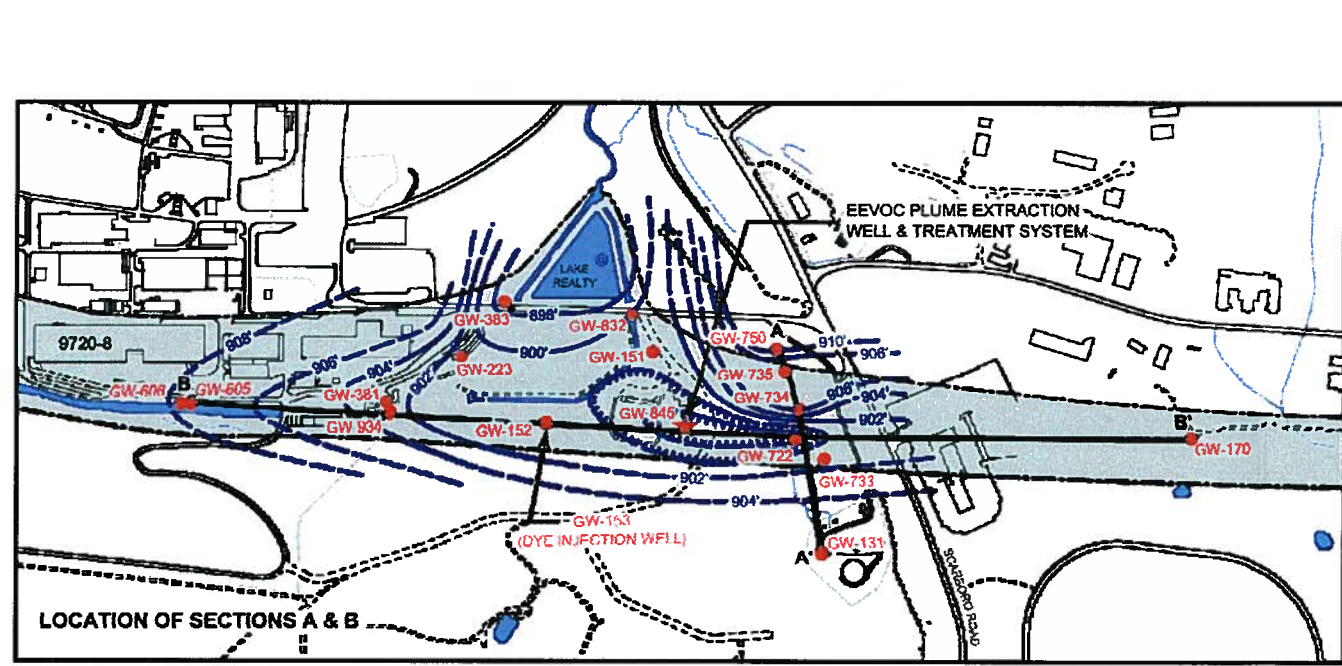 EEVOC PLUME EXTRACTION
WELL & TREATMENT SYSTEM
LAKE
REALTY
GW-383
898'
GW-832
908'
9720-8
906'
904'
902'
900'
GW-223
GW-151
GW-750
A
910'
906'
GW-735
GW-734
908'
904'
902'
GW-606
B
GW-605
GW-381
GW-934
GW-152
GW-845
GW-722
GW-733
B'
GW-170
902'
904'
GW-153
(DYE INJECTION WELL)
A'
GW-131
SCARBORO ROAD
LOCATION OF SECTIONS A & B